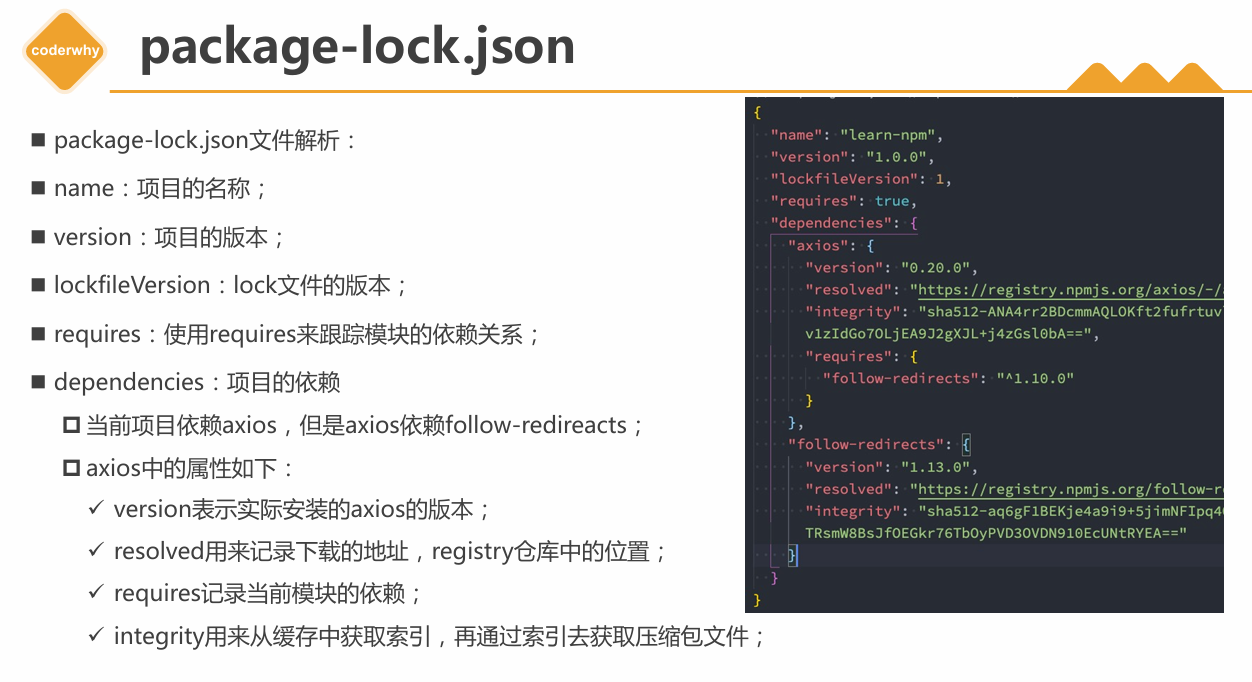 coderwhy
package-lock.json
package-lock.json文件解析：
name：项目的名称；
version：项目的版本；
lockfileVersion：lock文件的版本；
requires：使用requires来跟踪模块的依赖关系；
dependencies：项目的依赖
当前项目依赖axios，但是axios依赖follow-redireacts；
axios中的属性如下：
version表示实际安装的axios的版本；
resolved用来记录下载的地址，registry仓库中的位置；
requires记录当前模块的依赖；
integrity用来从缓存中获取索引，再通过索引去获取压缩包文件；
{
"name": "learn-npm",
"version": "1.0.0",
"lockfileVersion": 1,
"requires": true,
"dependencies": {
"axios": {
"version": "0.20.0",
"resolved": "https://registry.npmjs.org/axios/-/
"integrity": "sha512-ANA4rr2BDcmmAQLOKft2fufrtuv
v1zIdGo7OLjEA9J2gXJL+j4zGsl0bA==",
"requires": {
"follow-redirects": "^1.10.0"
}
},
"follow-redirects": {
"version": "1.13.0",
"resolved": "https://registry.npmjs.org/follow-r
"integrity": "sha512-aq6gF1BEKje4a9i9+5jimNFIpq4
TRsmW8BsJfOEGkr76TbOyPVD3OVDN910EcUNtRYEA=="
}
}
}